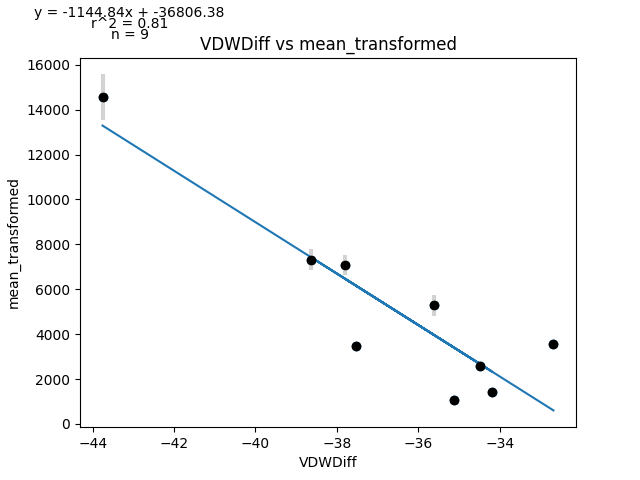 y = -1144.84x + -36806.38
r^2 = 0.81
n = 9
VDWDiff vs mean_transformed
16000
14000
12000
10000
8000
6000
4000
2000
0
mean_transformed
−44
−42
−40
−38
−36
−34
VDWDiff